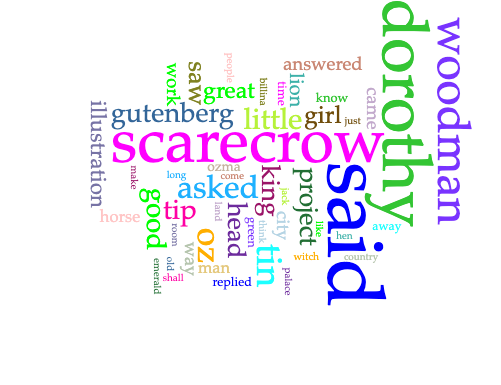 dorothy
woodman
people
answered
saw
work
billina
time
lion
great
know
came
illustration
gutenberg
little
girl
just
scarecrow
said
make
long
ozma
come
asked
king
project
jack
good
tip
land
head
green
think
city
like
horse
room
hen
away
oz
way
tin
witch
country
emerald
old
man
shall
replied
palace